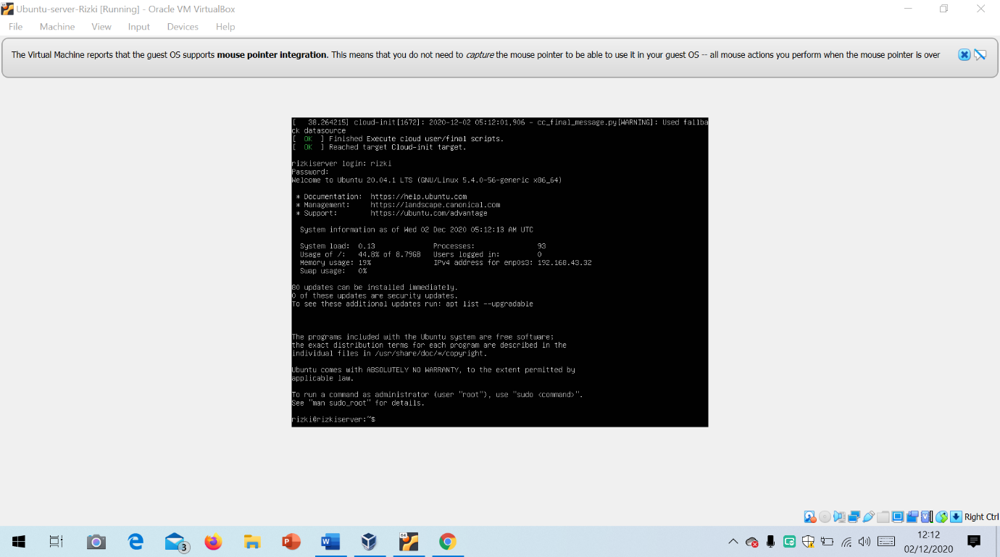 Ubuntu-server-Rizki [Running] - Oracle VM VirtualBox
File Machine View Input Devices Help
The Virtual Machine reports that the guest OS supports mouse pointer integration. This means that you do not need to capture the mouse pointer to be able to use it in your guest OS -- all mouse actions you perform when the mouse pointer is over
[   38.264215] cloud-init[1672]: 2020-12-02 05:12:01,906 - cc_final_message.py[WARNING]: Used fallba
ck datasource
[  OK  ] Finished Execute cloud user/final scripts.
[  OK  ] Reached target Cloud-init target.
rizkiserver login: rizki
Password:
Welcome to Ubuntu 20.04.1 LTS (GNU/Linux 5.4.0-56-generic x86_64)
* Documentation:  https://help.ubuntu.com
* Management:     https://landscape.canonical.com
* Support:        https://ubuntu.com/advantage
System information as of Wed 02 Dec 2020 05:12:13 AM UTC
System load:  0.13              Processes:               93
Usage of /:   44.8% of 8.79GB   Users logged in:         0
Memory usage: 19%               IPv4 address for enp0s3: 192.168.43.32
Swap usage:   0%
80 updates can be installed immediately.
0 of these updates are security updates.
To see these additional updates run: apt list --upgradable
The programs included with the Ubuntu system are free software;
the exact distribution terms for each program are described in the
individual files in /usr/share/doc/*/copyright.
Ubuntu comes with ABSOLUTELY NO WARRANTY, to the extent permitted by
applicable law.
To run a command as administrator (user "root"), use "sudo <command>".
See "man sudo_root" for details.
rizki@rizkiserver:~$
Right Ctrl
3
64
12:12
02/12/2020